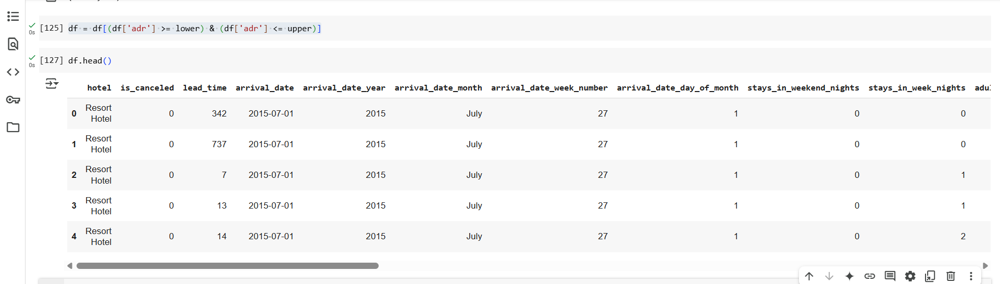 [125] df = df[(df['adr'] >= lower) & (df['adr'] <= upper)]
0s
[127] df.head()
0s
hotel is_canceled lead_time arrival_date arrival_date_year arrival_date_month arrival_date_week_number arrival_date_day_of_month stays_in_weekend_nights stays_in_week_nights
0 Resort Hotel 0 342 2015-07-01 2015 July 27 1 0 0
1 Resort Hotel 0 737 2015-07-01 2015 July 27 1 0 0
2 Resort Hotel 0 7 2015-07-01 2015 July 27 1 0 1
3 Resort Hotel 0 13 2015-07-01 2015 July 27 1 0 1
4 Resort Hotel 0 14 2015-07-01 2015 July 27 1 0 2